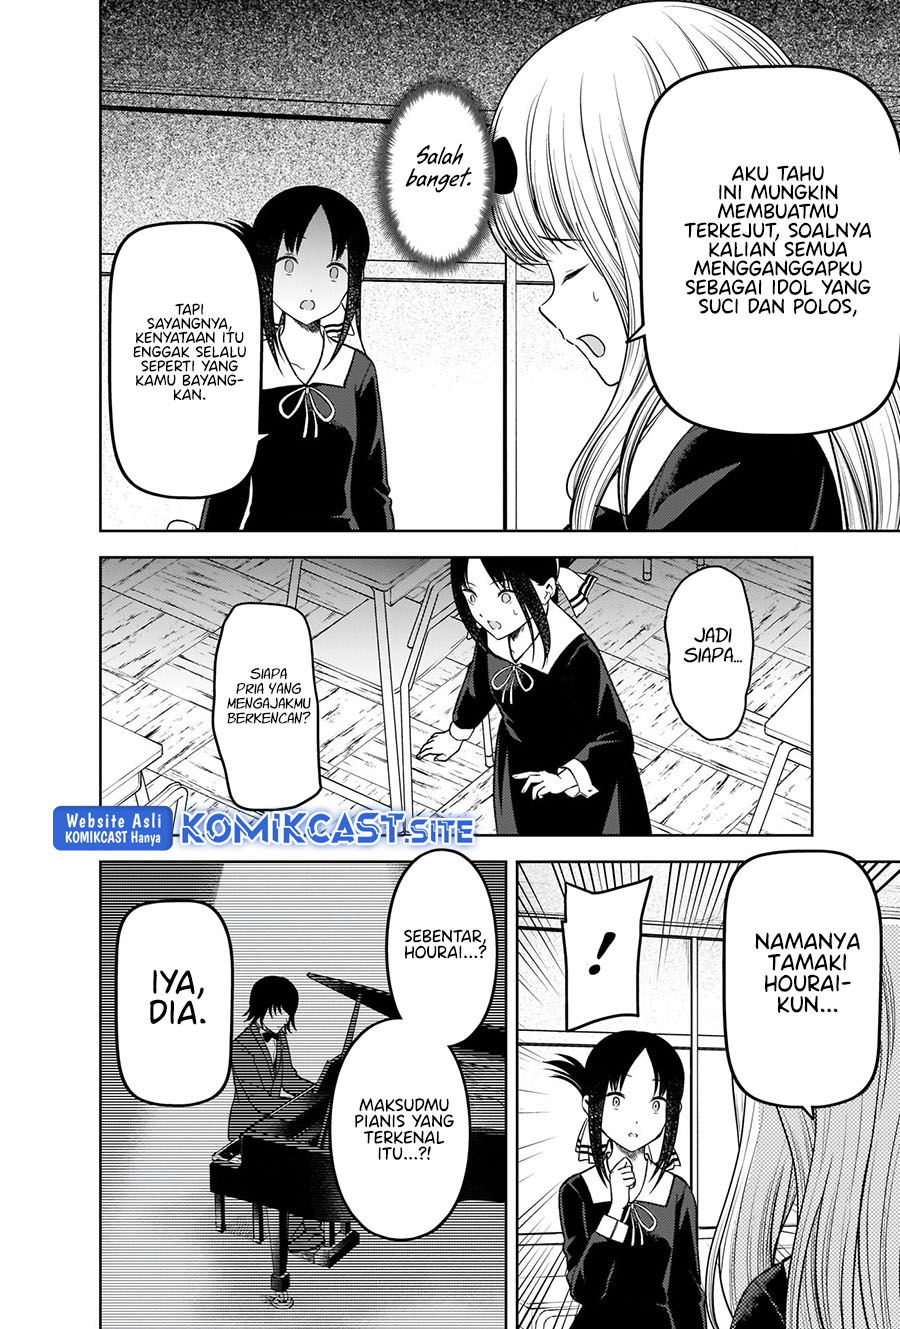 AKU TAHU
INI MUNGKIN
MEMBUATMU
TERKEJUT, SOALNYA
KALIAN SEMUA
MENGGANGGAPKU
SEBAGAI IDOL YANG
SUCI DAN POLOS,
Salah
banget.
TAPI
SAYANGNYA,
KENYATAAN ITU
ENGGAK SELALU
SEPERTI YANG
KAMU BAYANG-
KAN.
JADI
SIAPA...
SIAPA
PRIA YANG
MENGAJAKMU
BERKENCAN?
Website Asli
KOMIKCAST Hanya
KOMIKCAST.SITE
NAMANYA
TAMAKI
HOURAI-
KUN...
!
SEBENTAR,
HOURAI...?
MAKSUDMU
PIANIS YANG
TERKENAL
ITU...?!
IYA,
DIA.